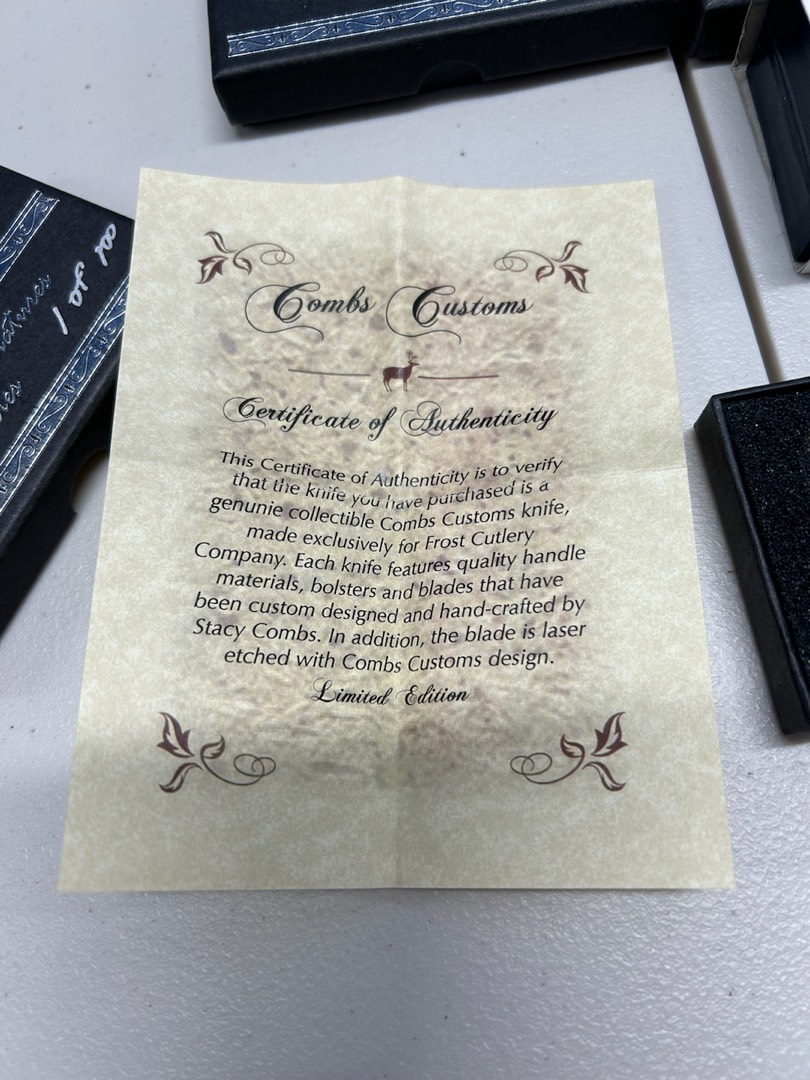 1 of 100
Combs Customs
Certificate of Authenticity
This Certificate of Authenticity is to verify
that the knife you have purchased is a
genunie collectible Combs Customs knife,
made exclusively for Frost Cutlery
Company. Each knife features quality handle
materials, bolsters and blades that have
been custom designed and hand-crafted by
Stacy Combs. In addition, the blade is laser
etched with Combs Customs design.
Limited Edition